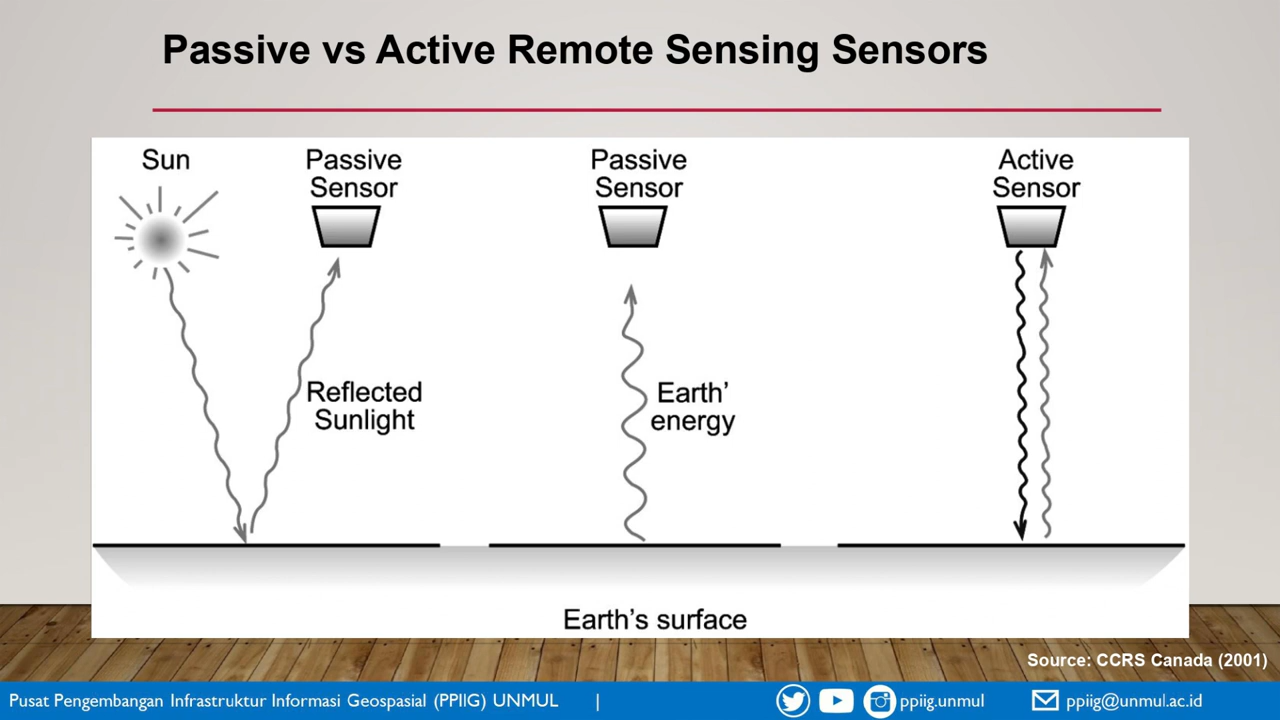 Passive vs Active Remote Sensing Sensors
Sun
Passive
Sensor
Passive
Sensor
Active
Sensor
Reflected
Sunlight
Earth'
energy
Earth's surface
Source: CCRS Canada (2001)
Pusat Pengembangan Infrastruktur Informasi Geospasial (PPIIG) UNMUL |
ppiig.unmul
ppiig@unmul.ac.id